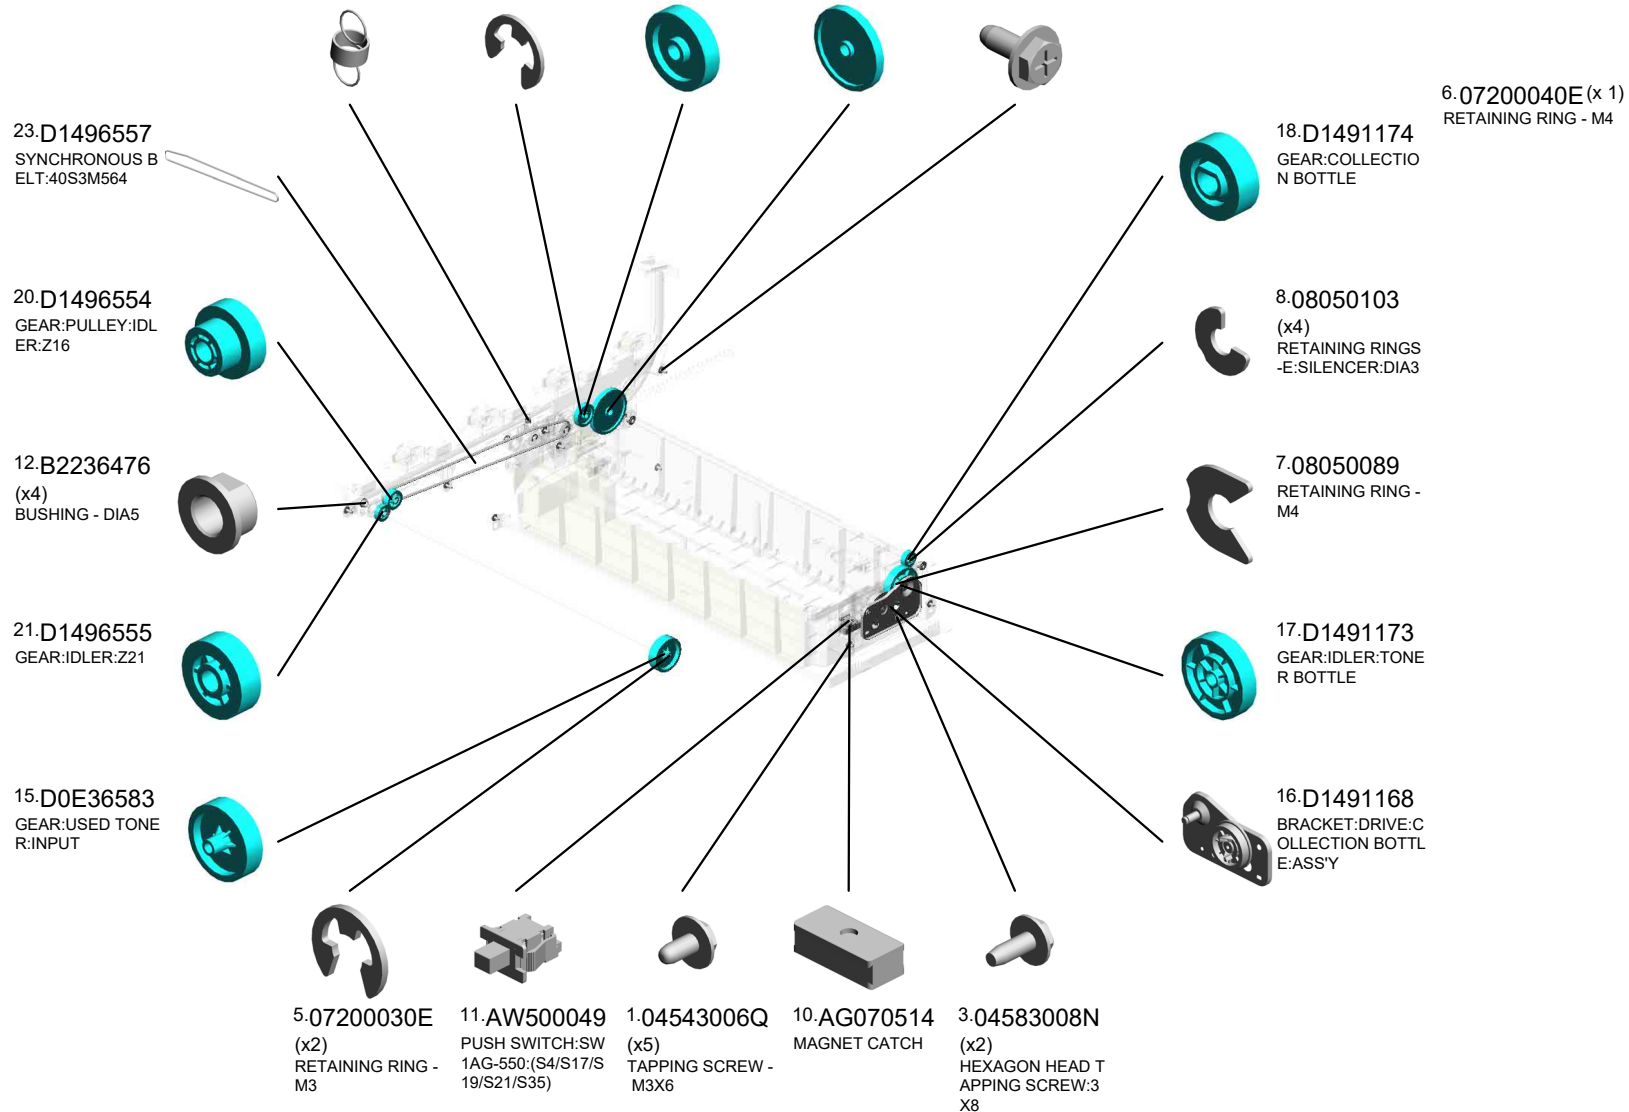 6.07200040E (x 1)
RETAINING RING - M4
23.D1496557
SYNCHRONOUS B
ELT:40S3M564
18.D1491174
GEAR:COLLECTIO
N BOTTLE
20.D1496554
GEAR:PULLEY:IDL
ER:Z16
8.08050103
(x4)
RETAINING RINGS
-E:SILENCER:DIA3
12.B2236476
(x4)
BUSHING - DIA5
7.08050089
RETAINING RING -
M4
21.D1496555
GEAR:IDLER:Z21
17.D1491173
GEAR:IDLER:TONE
R BOTTLE
15.D0E36583
GEAR:USED TONE
R:INPUT
16.D1491168
BRACKET:DRIVE:C
OLLECTION BOTTL
E:ASS'Y
5.07200030E
(x2)
RETAINING RING -
M3
11.AW500049
PUSH SWITCH:SW
1AG-550:(S4/S17/S
19/S21/S35)
1.04543006Q
(x5)
TAPPING SCREW -
M3X6
10.AG070514
MAGNET CATCH
3.04583008N
(x2)
HEXAGON HEAD T
APPING SCREW:3
X8